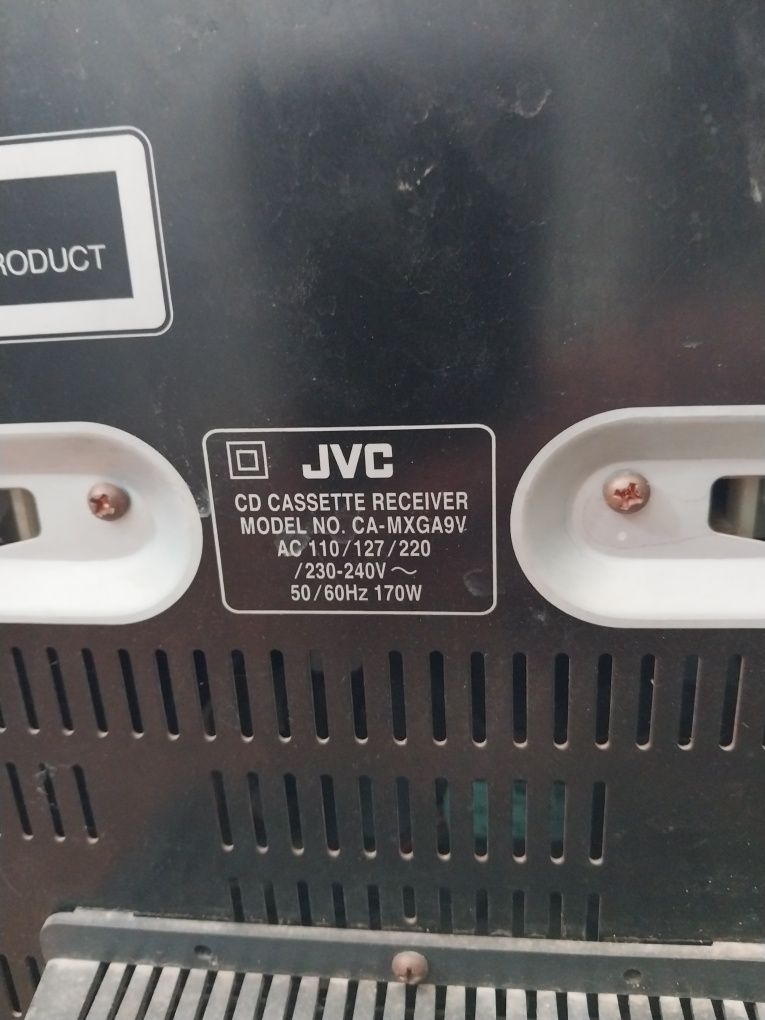 RODUCT
JVC
CD CASSETTE RECEIVER
MODEL NO. CA-MXGA9V
AC 110/127/220
/230-240V ~
50/60Hz 170W